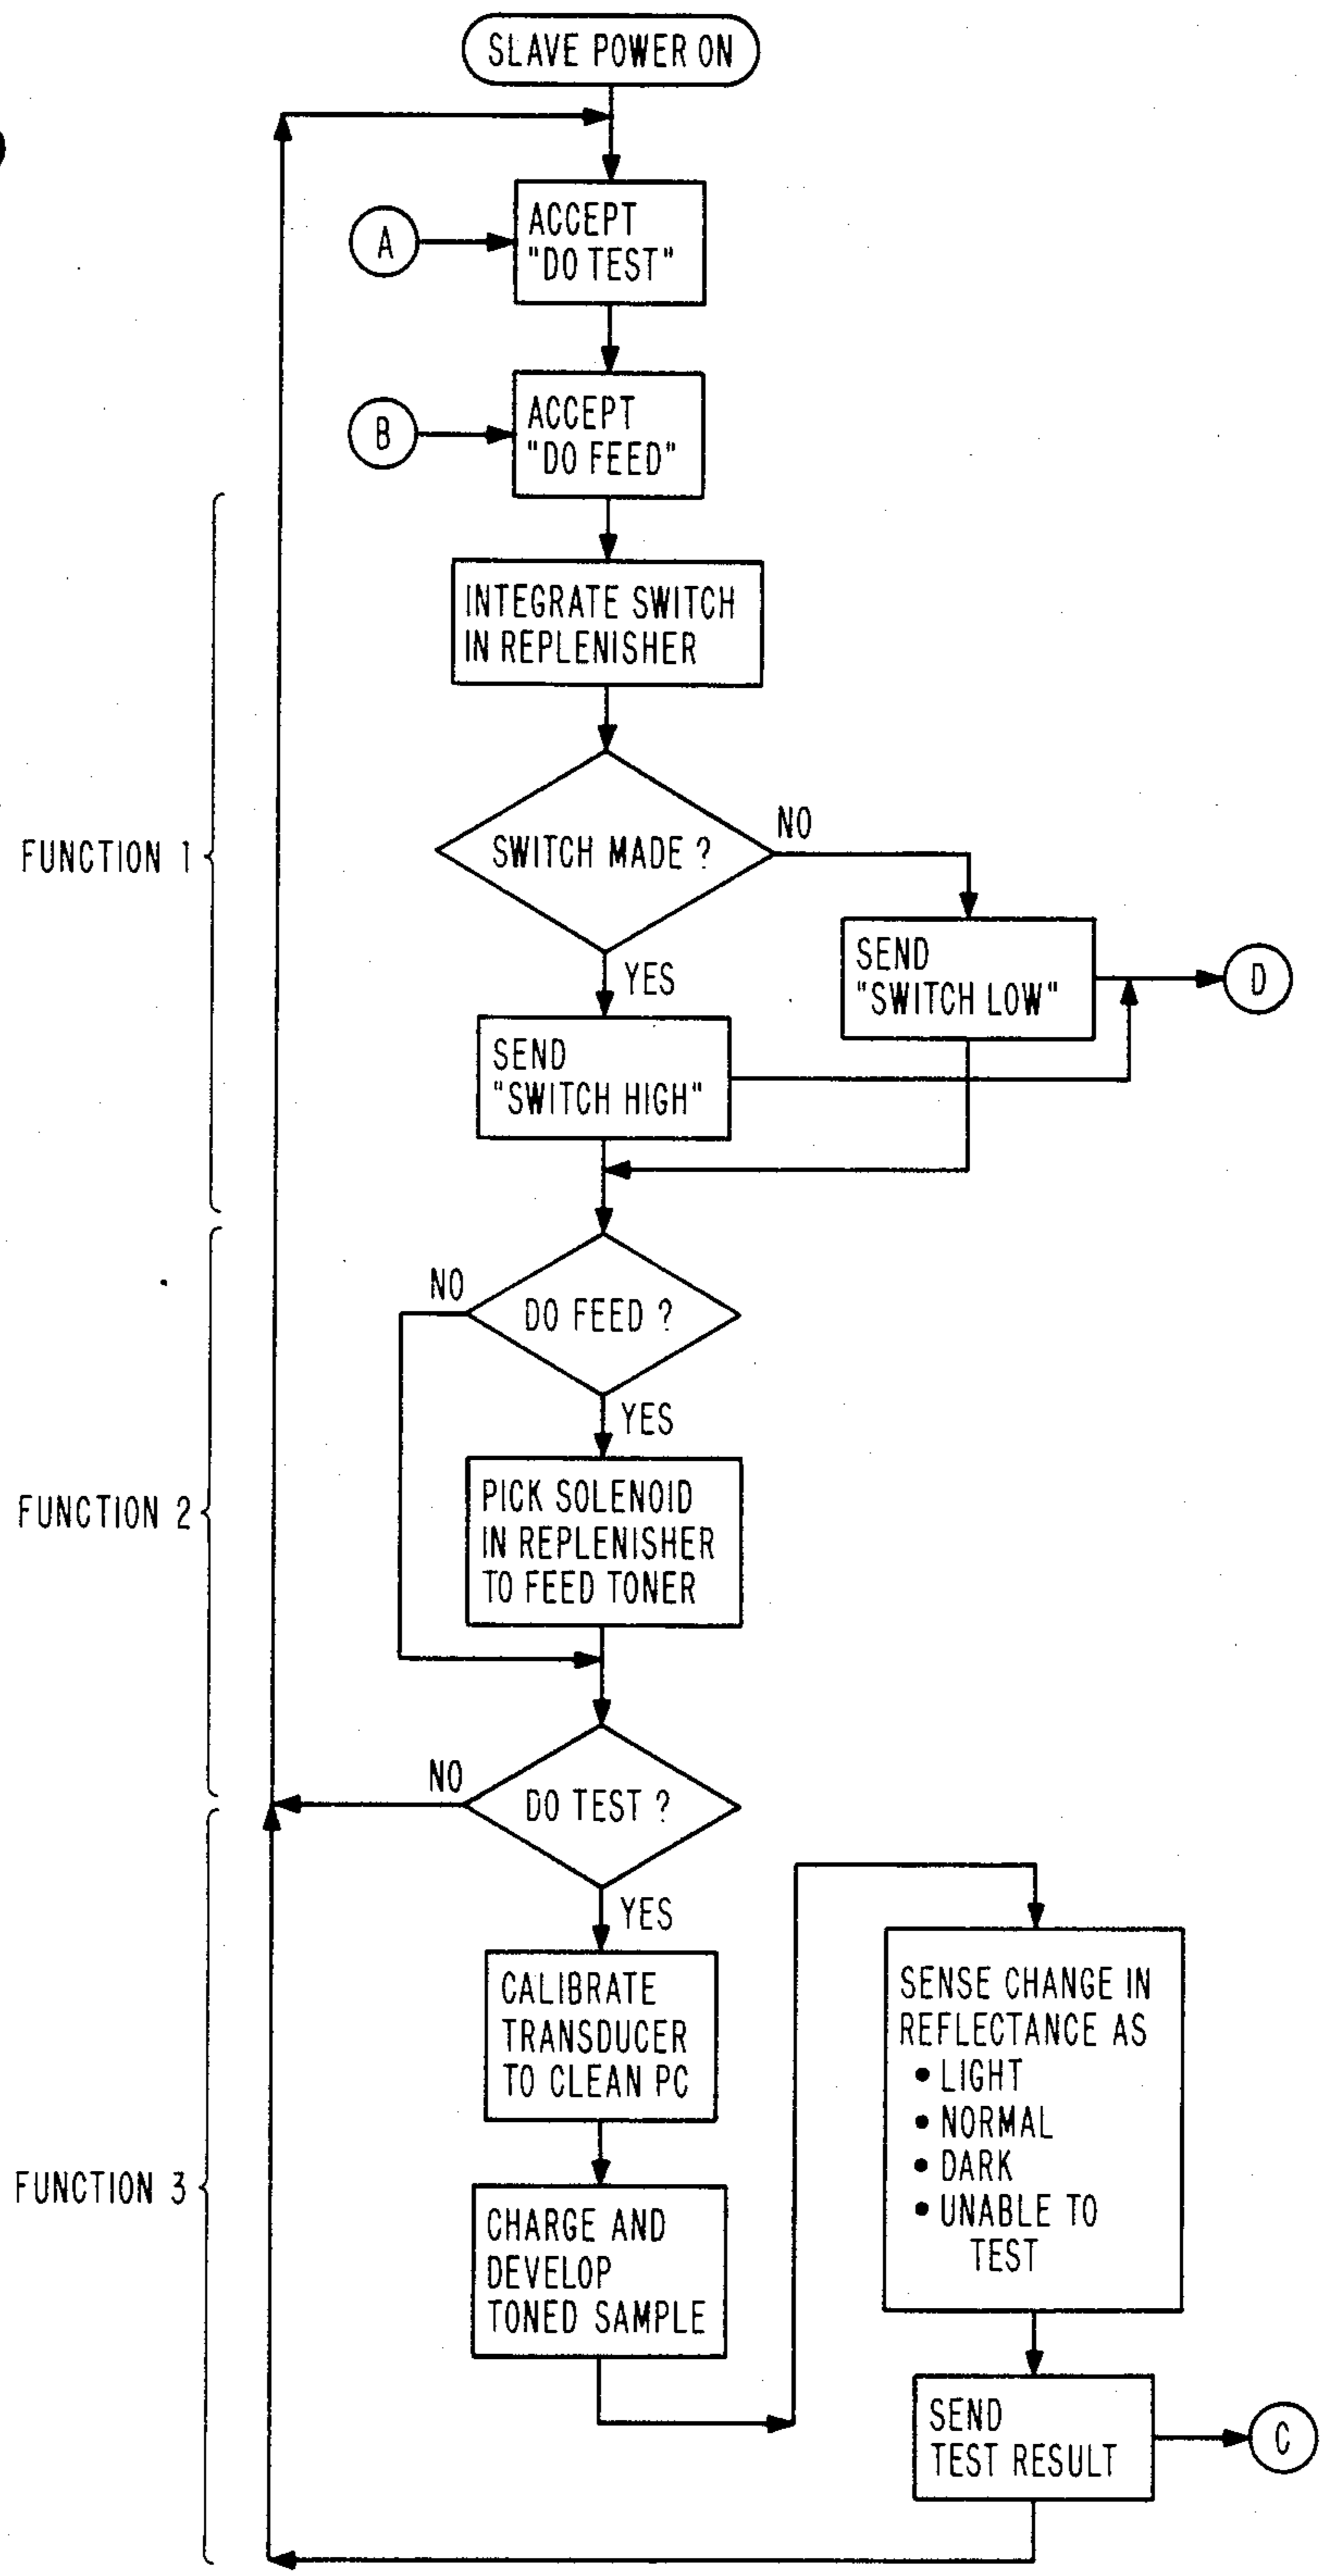 SLAVE POWER ON
A
ACCEPT
"DO TEST"
B
ACCEPT
"DO FEED"
INTEGRATE SWITCH
IN REPLENISHER
FUNCTION 1
SWITCH MADE ?
NO
YES
SEND
"SWITCH LOW"
D
SEND
"SWITCH HIGH"
FUNCTION 2
NO
DO FEED ?
YES
PICK SOLENOID
IN REPLENISHER
TO FEED TONER
NO
DO TEST ?
YES
FUNCTION 3
CALIBRATE
TRANSDUCER
TO CLEAN PC
CHARGE AND
DEVELOP
TONED SAMPLE
SENSE CHANGE IN
REFLECTANCE AS
• LIGHT
• NORMAL
• DARK
• UNABLE TO
TEST
SEND
TEST RESULT
C